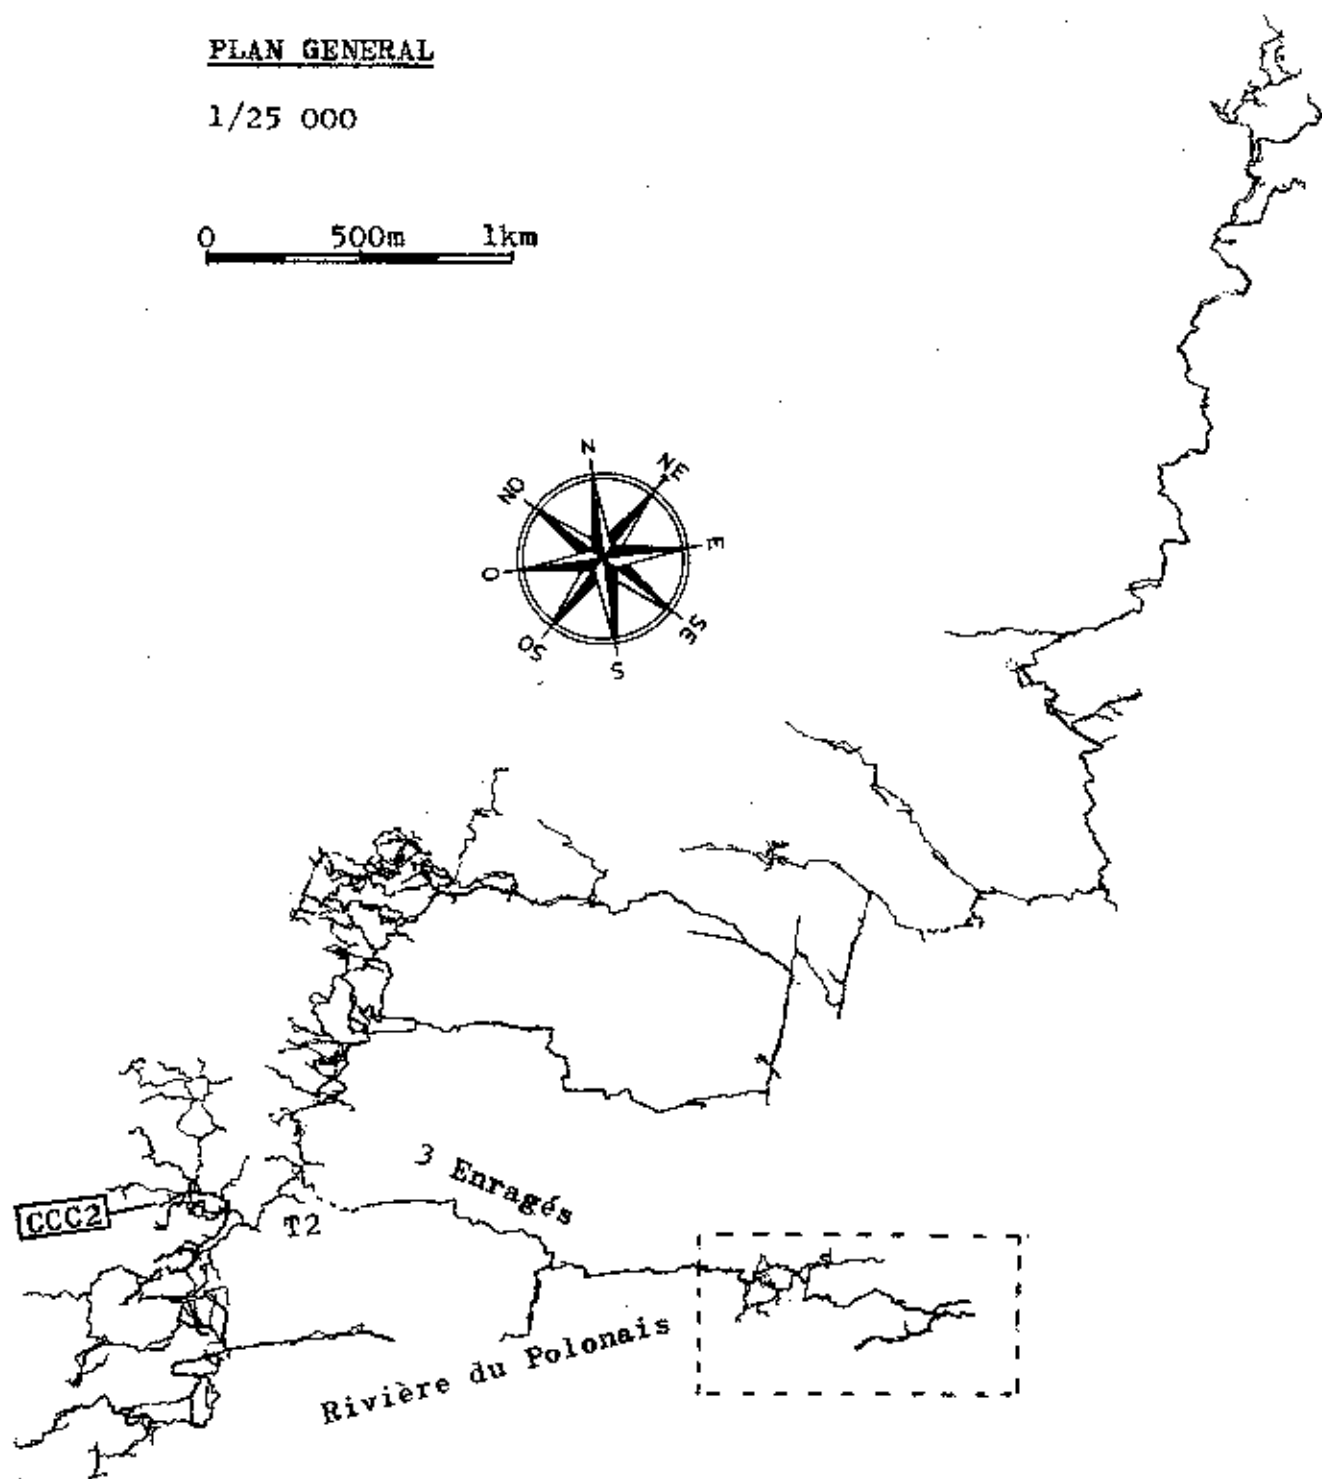 PLAN GENERAL
1/25 000
0 500m 1km
N
NE
NO
E
O
SE
SO
S
3 Enragés
CCC2
T2
Rivière du Polonais